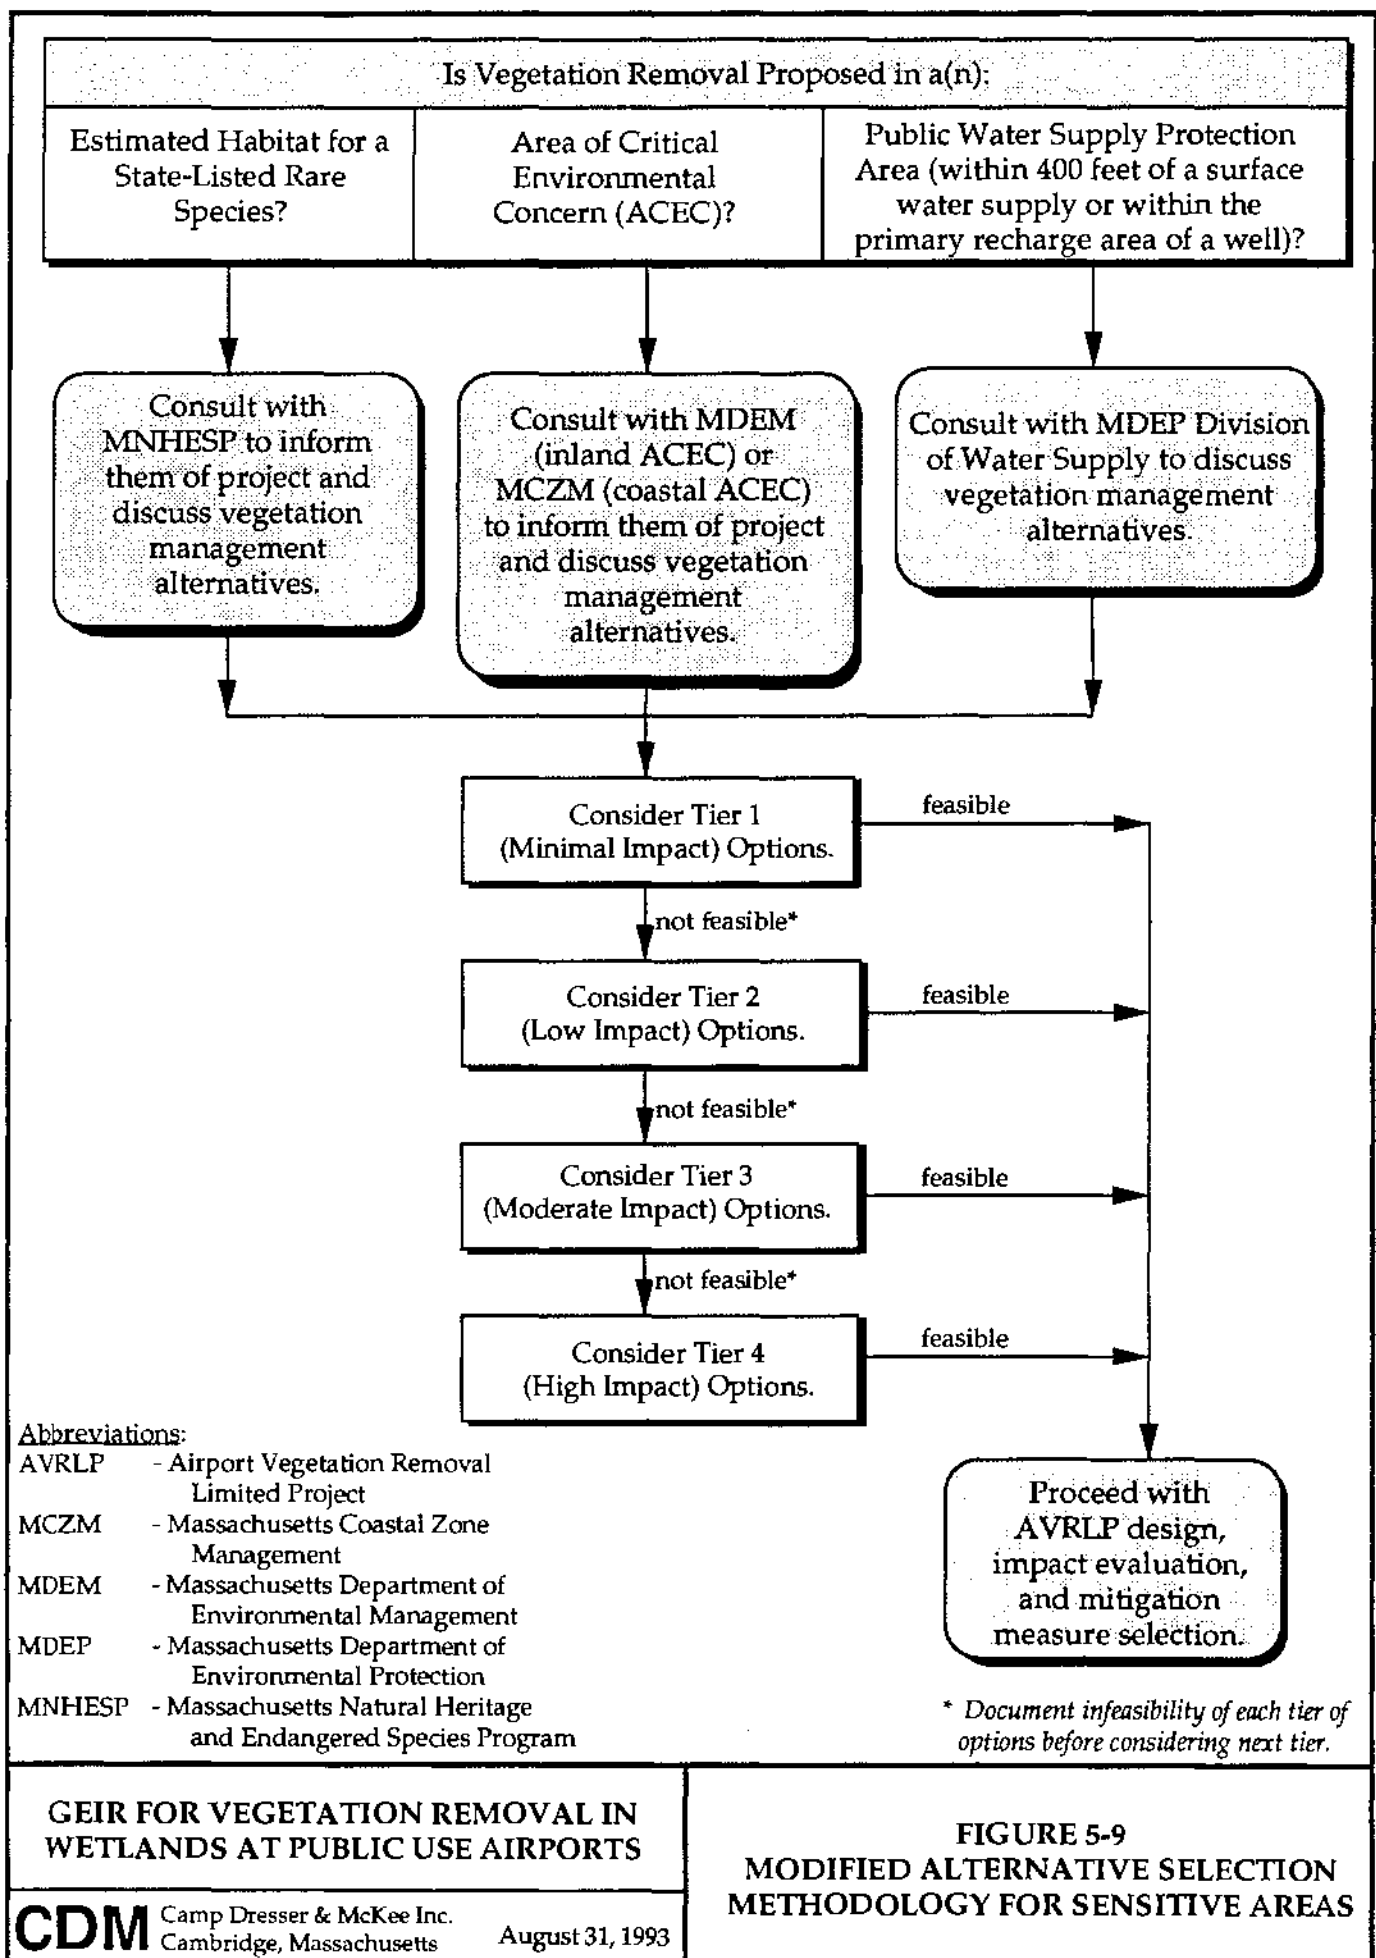 Is Vegetation Removal Proposed in a(n):
Estimated Habitat for a
State-Listed Rare
Species?
Area of Critical
Environmental
Concern (ACEC)?
Public Water Supply Protection
Area (within 400 feet of a surface
water supply or within the
primary recharge area of a well)?
Consult with
MNHESP to inform
them of project and
discuss vegetation
management
alternatives.
Consult with MDEM
(inland ACEC) or
MCZM (coastal ACEC)
to inform them of project
and discuss vegetation
management
alternatives.
Consult with MDEP Division
of Water Supply to discuss
vegetation management
alternatives.
Consider Tier 1
(Minimal Impact) Options.
feasible
not feasible*
Consider Tier 2
(Low Impact) Options.
feasible
not feasible*
Consider Tier 3
(Moderate Impact) Options.
feasible
not feasible*
Consider Tier 4
(High Impact) Options.
feasible
Proceed with
AVRLP design,
impact evaluation,
and mitigation
measure selection.
Abbreviations:
AVRLP - Airport Vegetation Removal
Limited Project
MCZM - Massachusetts Coastal Zone
Management
MDEM - Massachusetts Department of
Environmental Management
MDEP - Massachusetts Department of
Environmental Protection
MNHESP - Massachusetts Natural Heritage
and Endangered Species Program
* Document infeasibility of each tier of
options before considering next tier.
GEIR FOR VEGETATION REMOVAL IN
WETLANDS AT PUBLIC USE AIRPORTS
CDM Camp Dresser & McKee Inc.
Cambridge, Massachusetts August 31, 1993
FIGURE 5-9
MODIFIED ALTERNATIVE SELECTION
METHODOLOGY FOR SENSITIVE AREAS